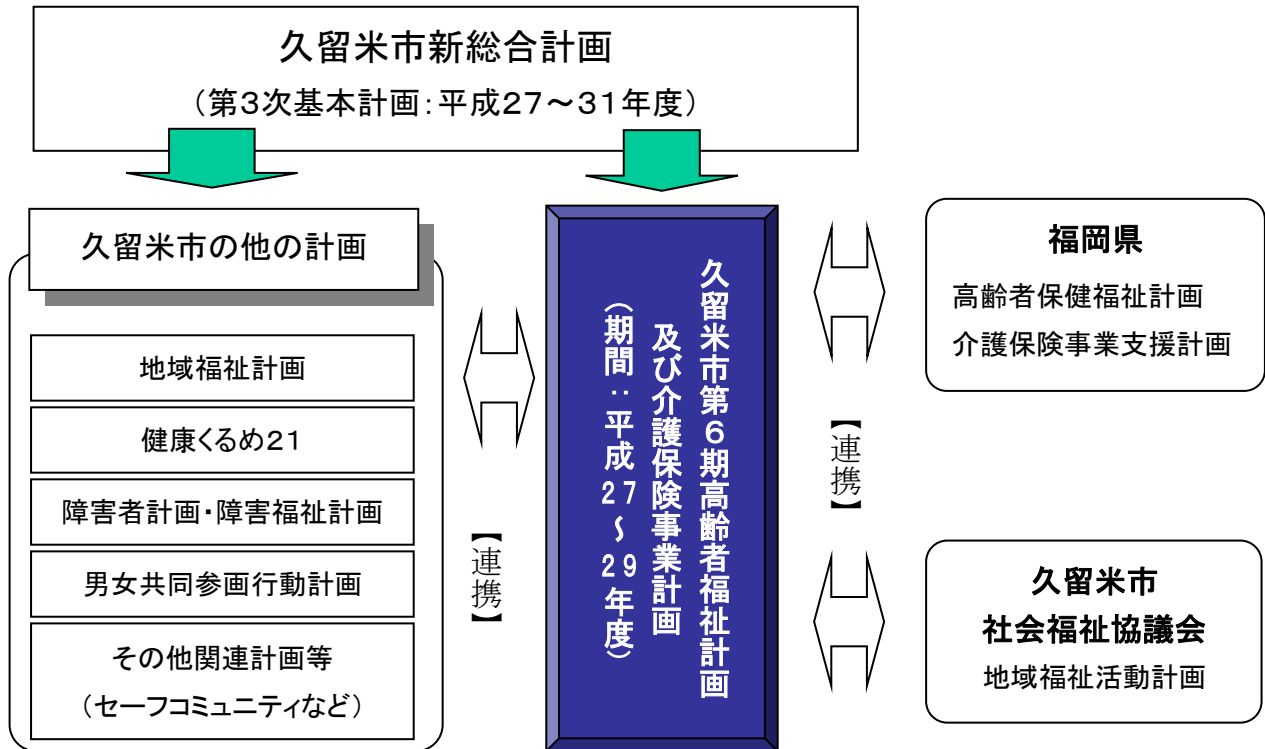 久留米市新総合計画
(第3次基本計画:平成27~31年度)
久留米市の他の計画
地域福祉計画
健康くるめ21
障害者計画・障害福祉計画
男女共同参画行動計画
その他関連計画等
(セーフコミュニティなど)
【連携】
久留米市第6期高齢者福祉計画
及び介護保険事業計画
(期間:平成27~29年度)
【連携】
福岡県
高齢者保健福祉計画
介護保険事業支援計画
久留米市
社会福祉協議会
地域福祉活動計画